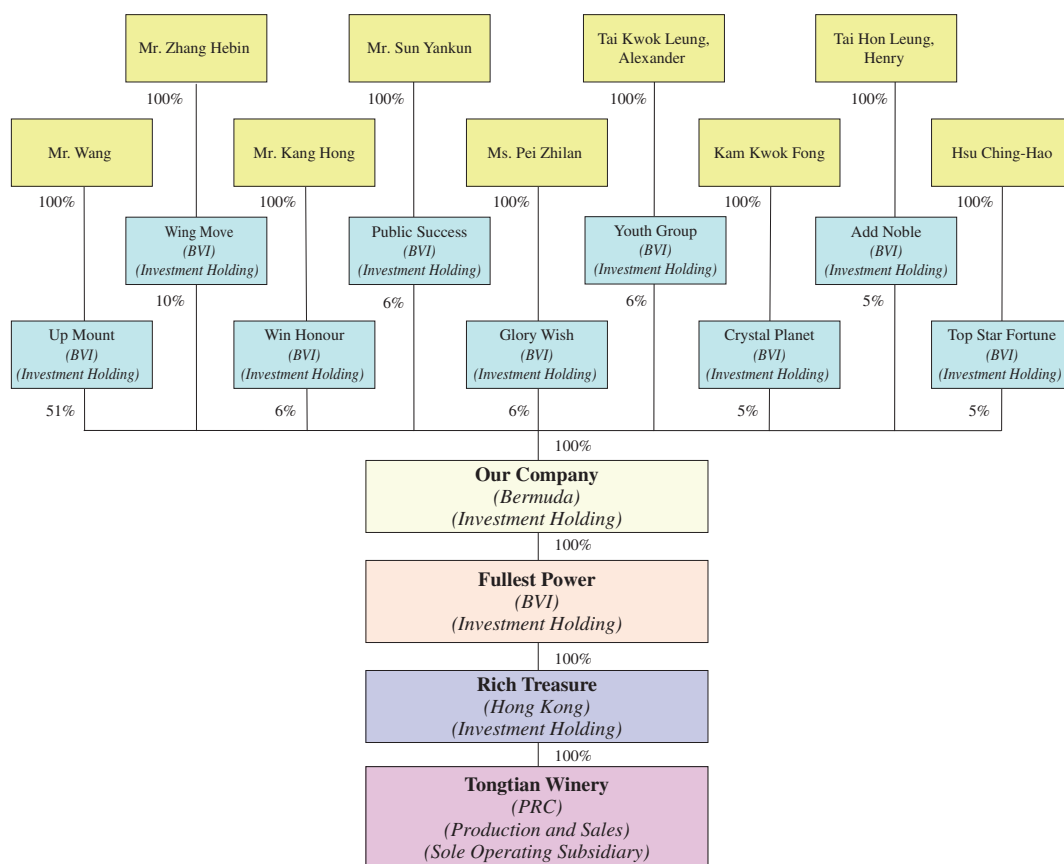 Mr. Zhang Hebin
Mr. Sun Yankun
Tai Kwok Leung,
Alexander
Tai Hon Leung,
Henry
100%
100%
100%
100%
Mr. Wang
Mr. Kang Hong
Ms. Pei Zhilan
Kam Kwok Fong
Hsu Ching-Hao
100%
100%
100%
100%
100%
Wing Move
(BVI)
(Investment Holding)
Public Success
(BVI)
(Investment Holding)
Youth Group
(BVI)
(Investment Holding)
Add Noble
(BVI)
(Investment Holding)
10%
6%
6%
5%
Up Mount
(BVI)
(Investment Holding)
Win Honour
(BVI)
(Investment Holding)
Glory Wish
(BVI)
(Investment Holding)
Crystal Planet
(BVI)
(Investment Holding)
Top Star Fortune
(BVI)
(Investment Holding)
51%
6%
6%
5%
5%
100%
Our Company
(Bermuda)
(Investment Holding)
100%
Fullest Power
(BVI)
(Investment Holding)
100%
Rich Treasure
(Hong Kong)
(Investment Holding)
100%
Tongtian Winery
(PRC)
(Production and Sales)
(Sole Operating Subsidiary)